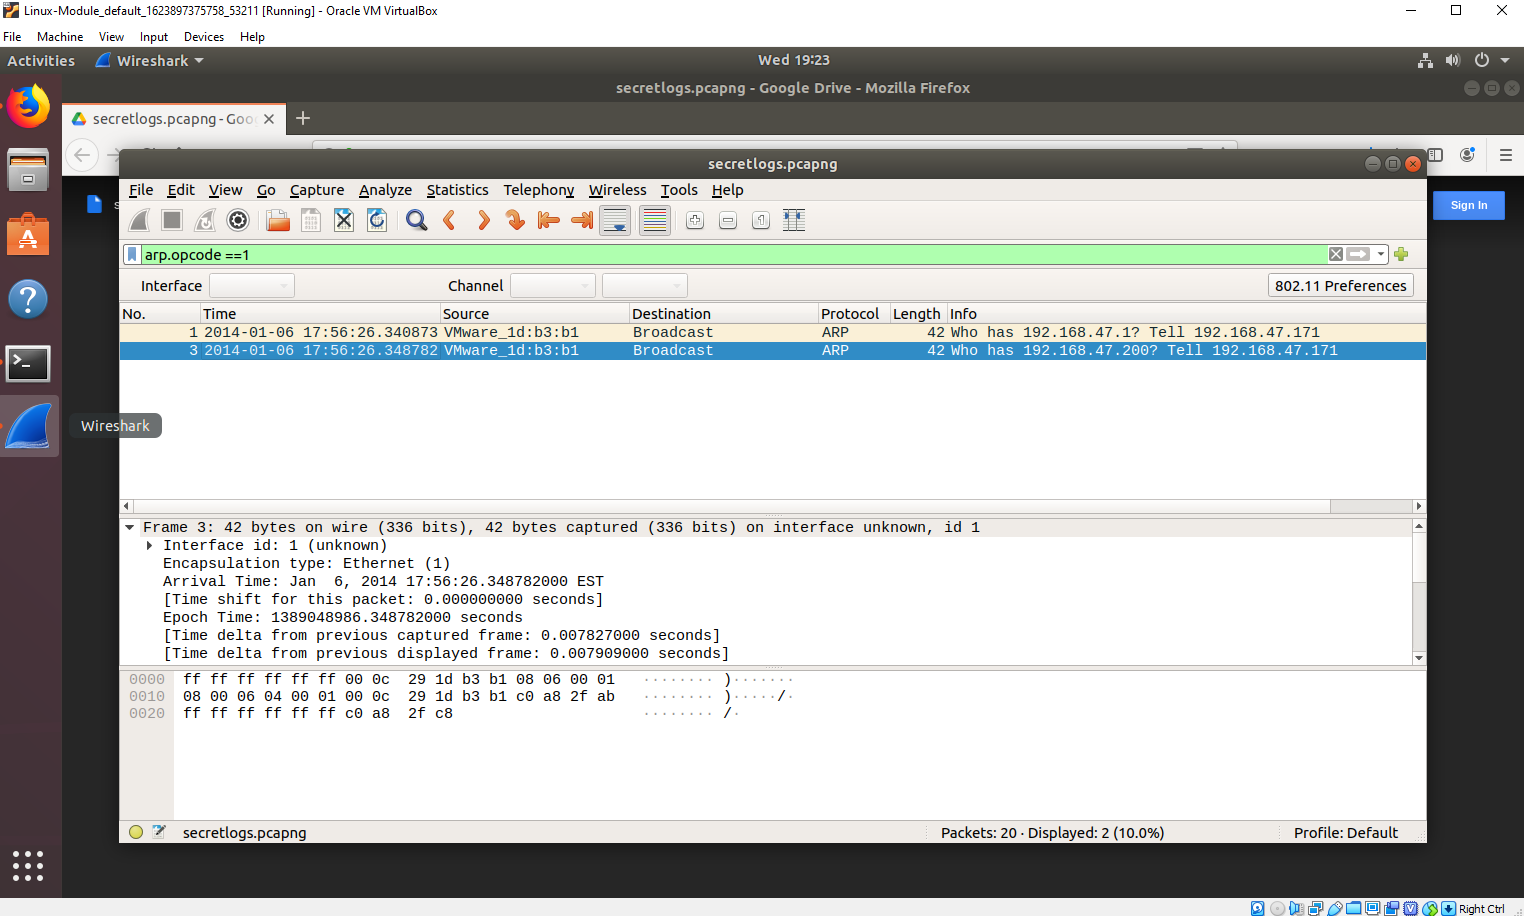 Linux-Module_default_1623897375758_53211 [Running] - Oracle VM VirtualBox
File Machine View Input Devices Help
Activities Wireshark Wed 19:23
secretlogs.pcapng - Google Drive - Mozilla Firefox
secretlogs.pcapng - Goo
secretlogs.pcapng
File Edit View Go Capture Analyze Statistics Telephony Wireless Tools Help
s Sign In
arp.opcode ==1
Interface Channel 802.11 Preferences
No. Time Source Destination Protocol Length Info
1 2014-01-06 17:56:26.340873 VMware_1d:b3:b1 Broadcast ARP 42 Who has 192.168.47.1? Tell 192.168.47.171
3 2014-01-06 17:56:26.348782 VMware_1d:b3:b1 Broadcast ARP 42 Who has 192.168.47.200? Tell 192.168.47.171
Wireshark
Frame 3: 42 bytes on wire (336 bits), 42 bytes captured (336 bits) on interface unknown, id 1
Interface id: 1 (unknown)
Encapsulation type: Ethernet (1)
Arrival Time: Jan  6, 2014 17:56:26.348782000 EST
[Time shift for this packet: 0.000000000 seconds]
Epoch Time: 1389048986.348782000 seconds
[Time delta from previous captured frame: 0.007827000 seconds]
[Time delta from previous displayed frame: 0.007909000 seconds]
0000 ff ff ff ff ff ff 00 0c 29 1d b3 b1 08 06 00 01 ········ )·······
0010 08 00 06 04 00 01 00 0c 29 1d b3 b1 c0 a8 2f ab ········ )·····/·
0020 ff ff ff ff ff ff c0 a8 2f c8 ········ /·
secretlogs.pcapng Packets: 20 · Displayed: 2 (10.0%) Profile: Default
Right Ctrl